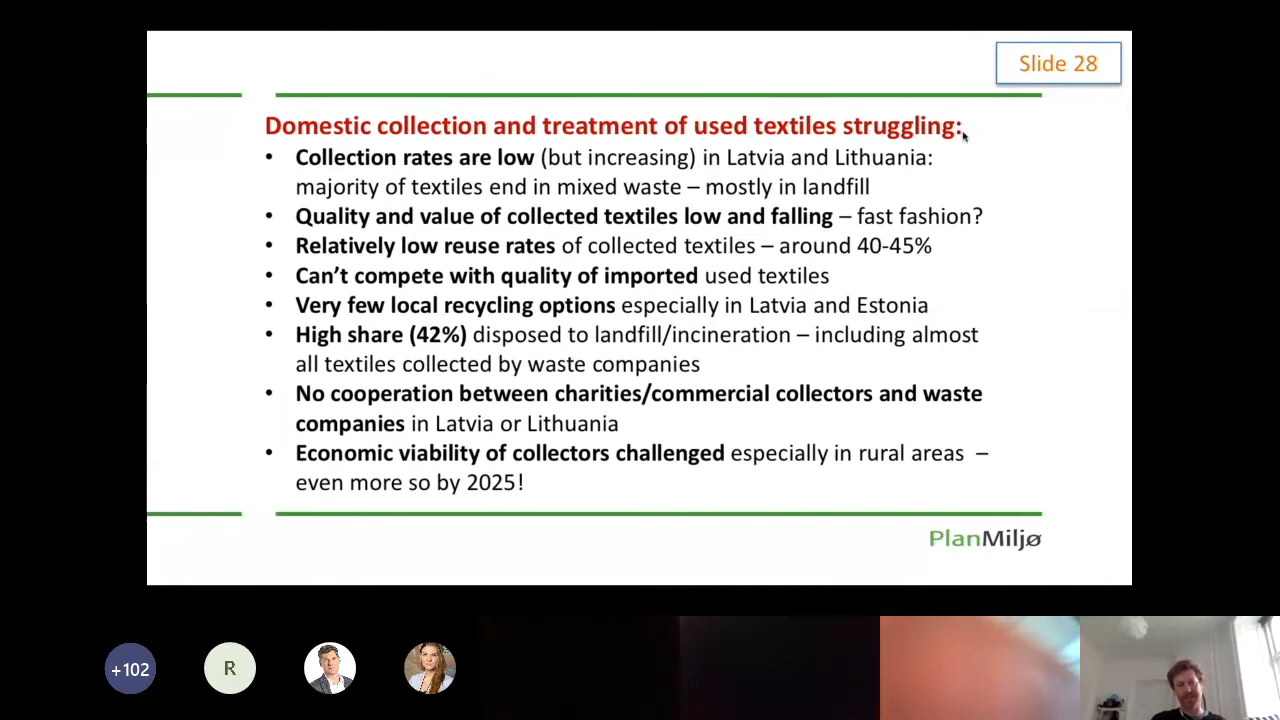 Slide 28
Domestic collection and treatment of used textiles struggling:
• Collection rates are low (but increasing) in Latvia and Lithuania:
majority of textiles end in mixed waste – mostly in landfill
• Quality and value of collected textiles low and falling – fast fashion?
• Relatively low reuse rates of collected textiles – around 40-45%
• Can’t compete with quality of imported used textiles
• Very few local recycling options especially in Latvia and Estonia
• High share (42%) disposed to landfill/incineration – including almost
all textiles collected by waste companies
• No cooperation between charities/commercial collectors and waste
companies in Latvia or Lithuania
• Economic viability of collectors challenged especially in rural areas –
even more so by 2025!
PlanMiljø
+102
R